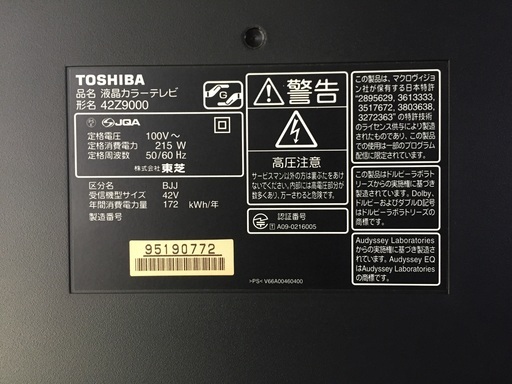 TOSHIBA
品名 液晶カラーテレビ
形名 42Z9000
JQA
定格電圧 100V～
定格消費電力 215 W
定格周波数 50/60 Hz
株式会社 東芝
区分名 BJJ
受信機型サイズ 42V
年間消費電力量 172 kWh/年
製造番号
95190772
G
警告
高圧注意
サービスマン以外の方は裏ぶたをあけ
ないでください。内部には高電圧部分が
数多くあり、万一さわると危険です。
認証番号
T A09-0216005
=PS= V66A00460400
この製品は、マクロヴィジョ
ン社が保有する日本特許
"2895629, 3613333,
3517672, 3803638,
3272363" の特許技術
のライセンス供与により製造
されたものであり、この製品
の使用は一部のプログラム
配信に限られます。
この製品はドルビーラボラ
トリーズからの実施権に基づ
き製造されています。Dolby、
ドルビーおよびダブルD記号は
ドルビーラボラトリーズの
商標です。
Audyssey Laboratories
からの実施権に基づき製造さ
れています。Audyssey EQ
はAudyssey Laboratories
の商標です。